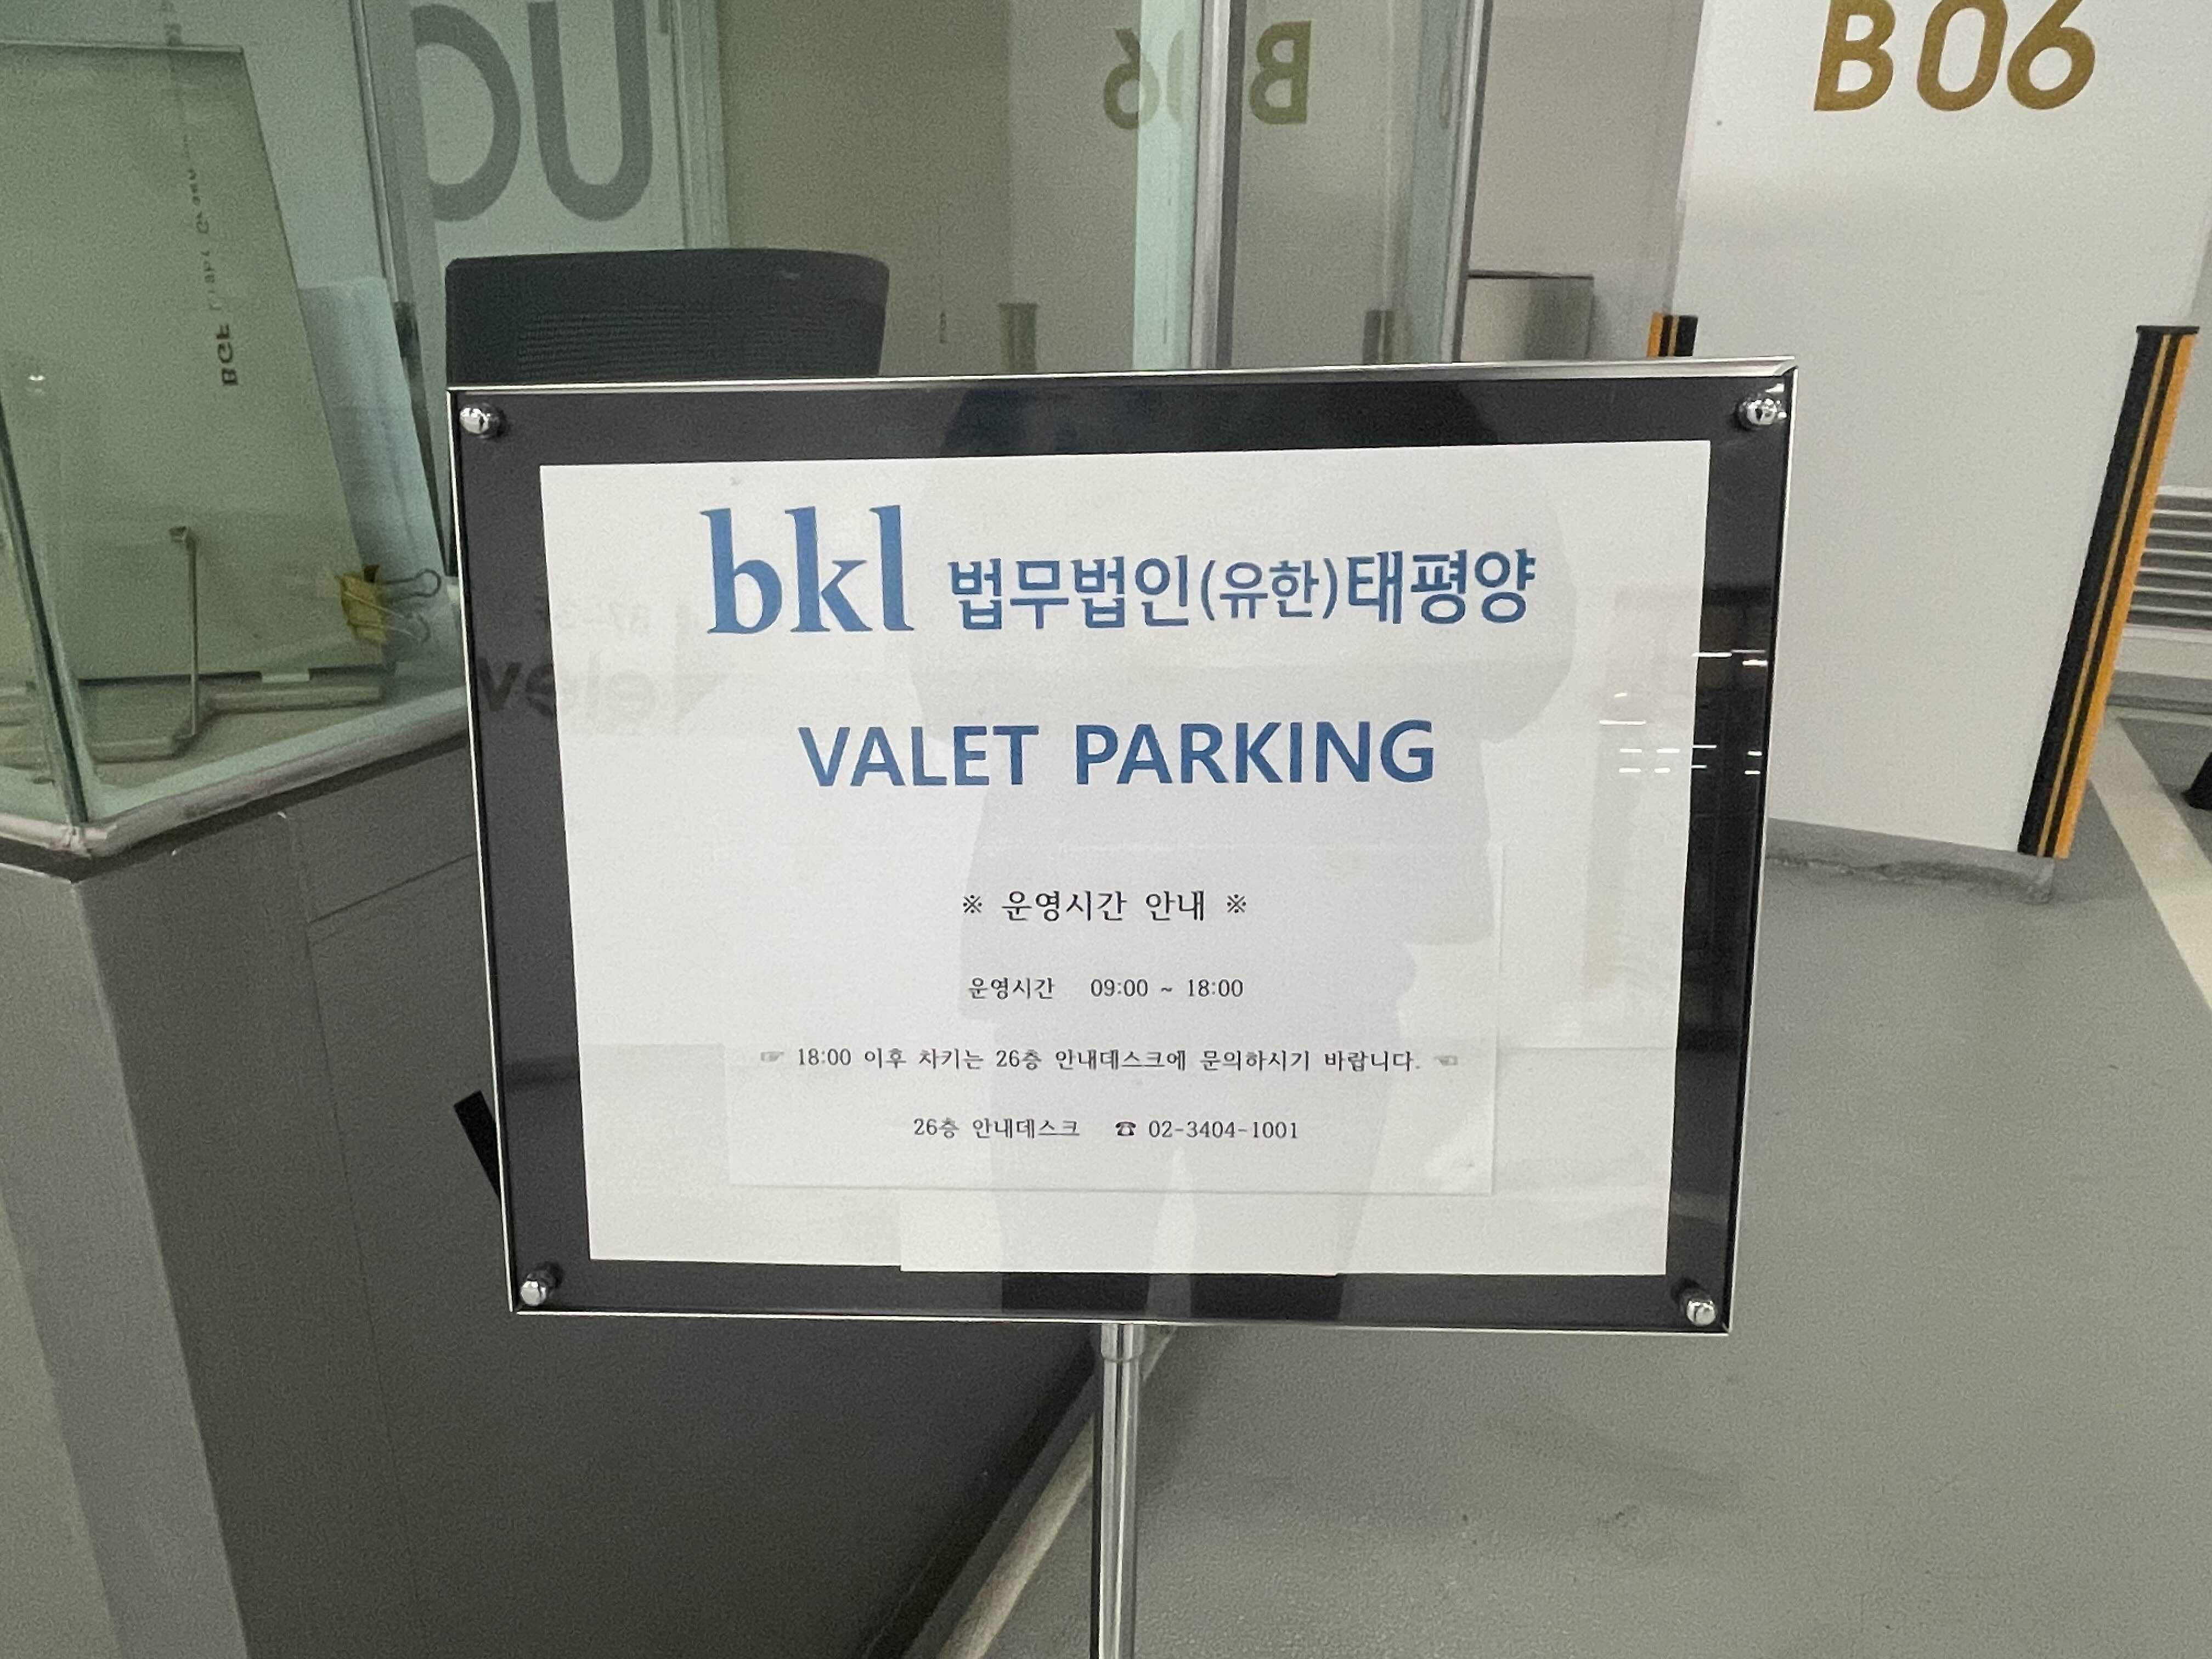 B06
bkl 법무법인(유한)태평양
VALET PARKING
※ 운영시간 안내 ※
운영시간 09:00 ~ 18:00
☞ 18:00 이후 차키는 26층 안내데스크에 문의하시기 바랍니다. ☜
26층 안내데스크 ☎ 02-3404-1001